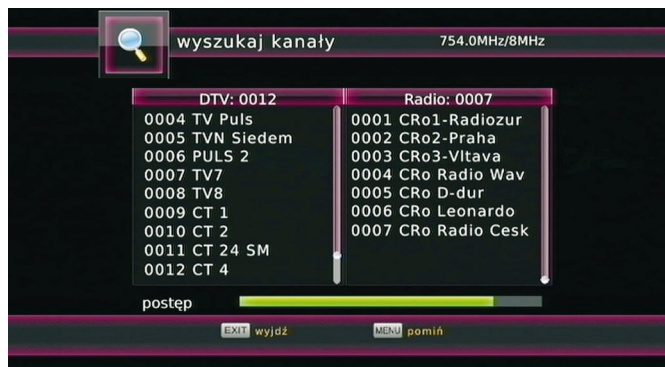 wyszukaj kanały
754.0MHz/8MHz
DTV: 0012
0004 TV Puls
0005 TVN Siedem
0006 PULS 2
0007 TV7
0008 TV8
0009 CT 1
0010 CT 2
0011 CT 24 SM
0012 CT 4
Radio: 0007
0001 CRo1-Radiozur
0002 CRo2-Praha
0003 CRo3-Vltava
0004 CRo Radio Wav
0005 CRo D-dur
0006 CRo Leonardo
0007 CRo Radio Cesk
postęp
EXIT wyjdź
MENU pomiń